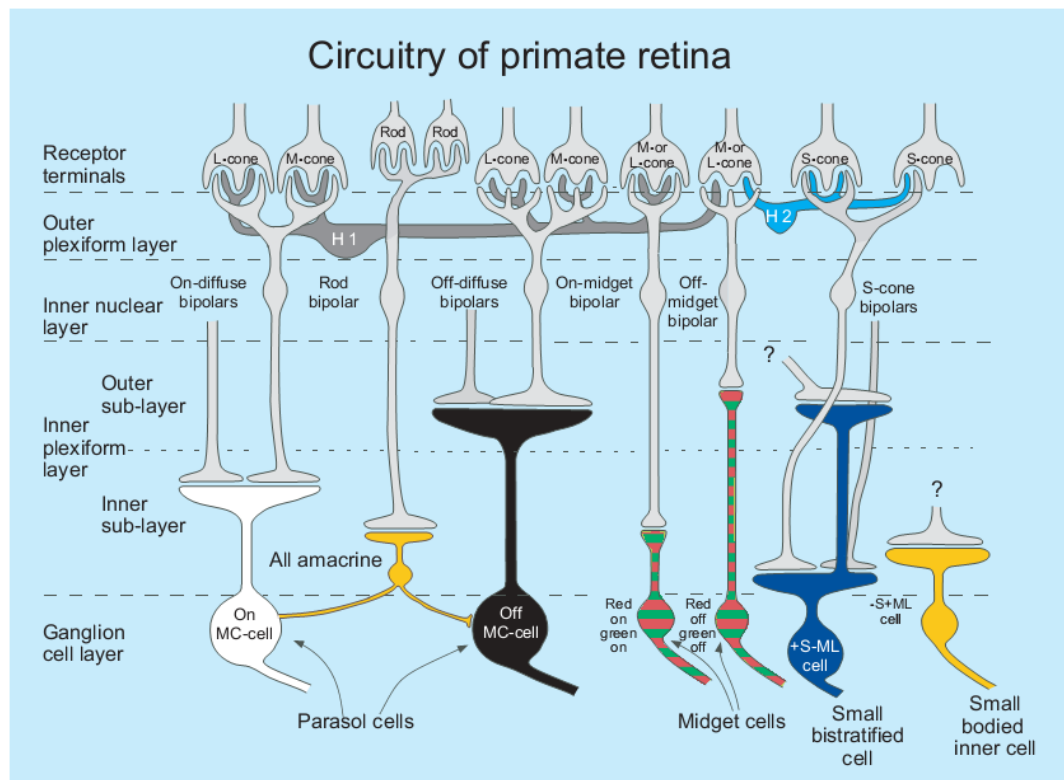 Circuitry of primate retina
Receptor
terminals
L-cone
M-cone
Rod
Rod
L-cone
M-cone
M-or
L-cone
M-or
L-cone
S-cone
S-cone
Outer
plexiform layer
H 1
H 2
Inner nuclear
layer
On-diffuse
bipolars
Rod
bipolar
Off-diffuse
bipolars
On-midget
bipolar
Off-
midget
bipolar
S-cone
bipolars
?
Outer sub-layer
Inner
plexiform
layer
Inner
sub-layer
?
All amacrine
Ganglion
cell layer
On
MC-cell
Off
MC-cell
Red
on
green
on
Red
off
green
off
+S-ML
cell
-S+ML
cell
Parasol cells
Midget cells
Small
bistratified
cell
Small
bodied
inner cell